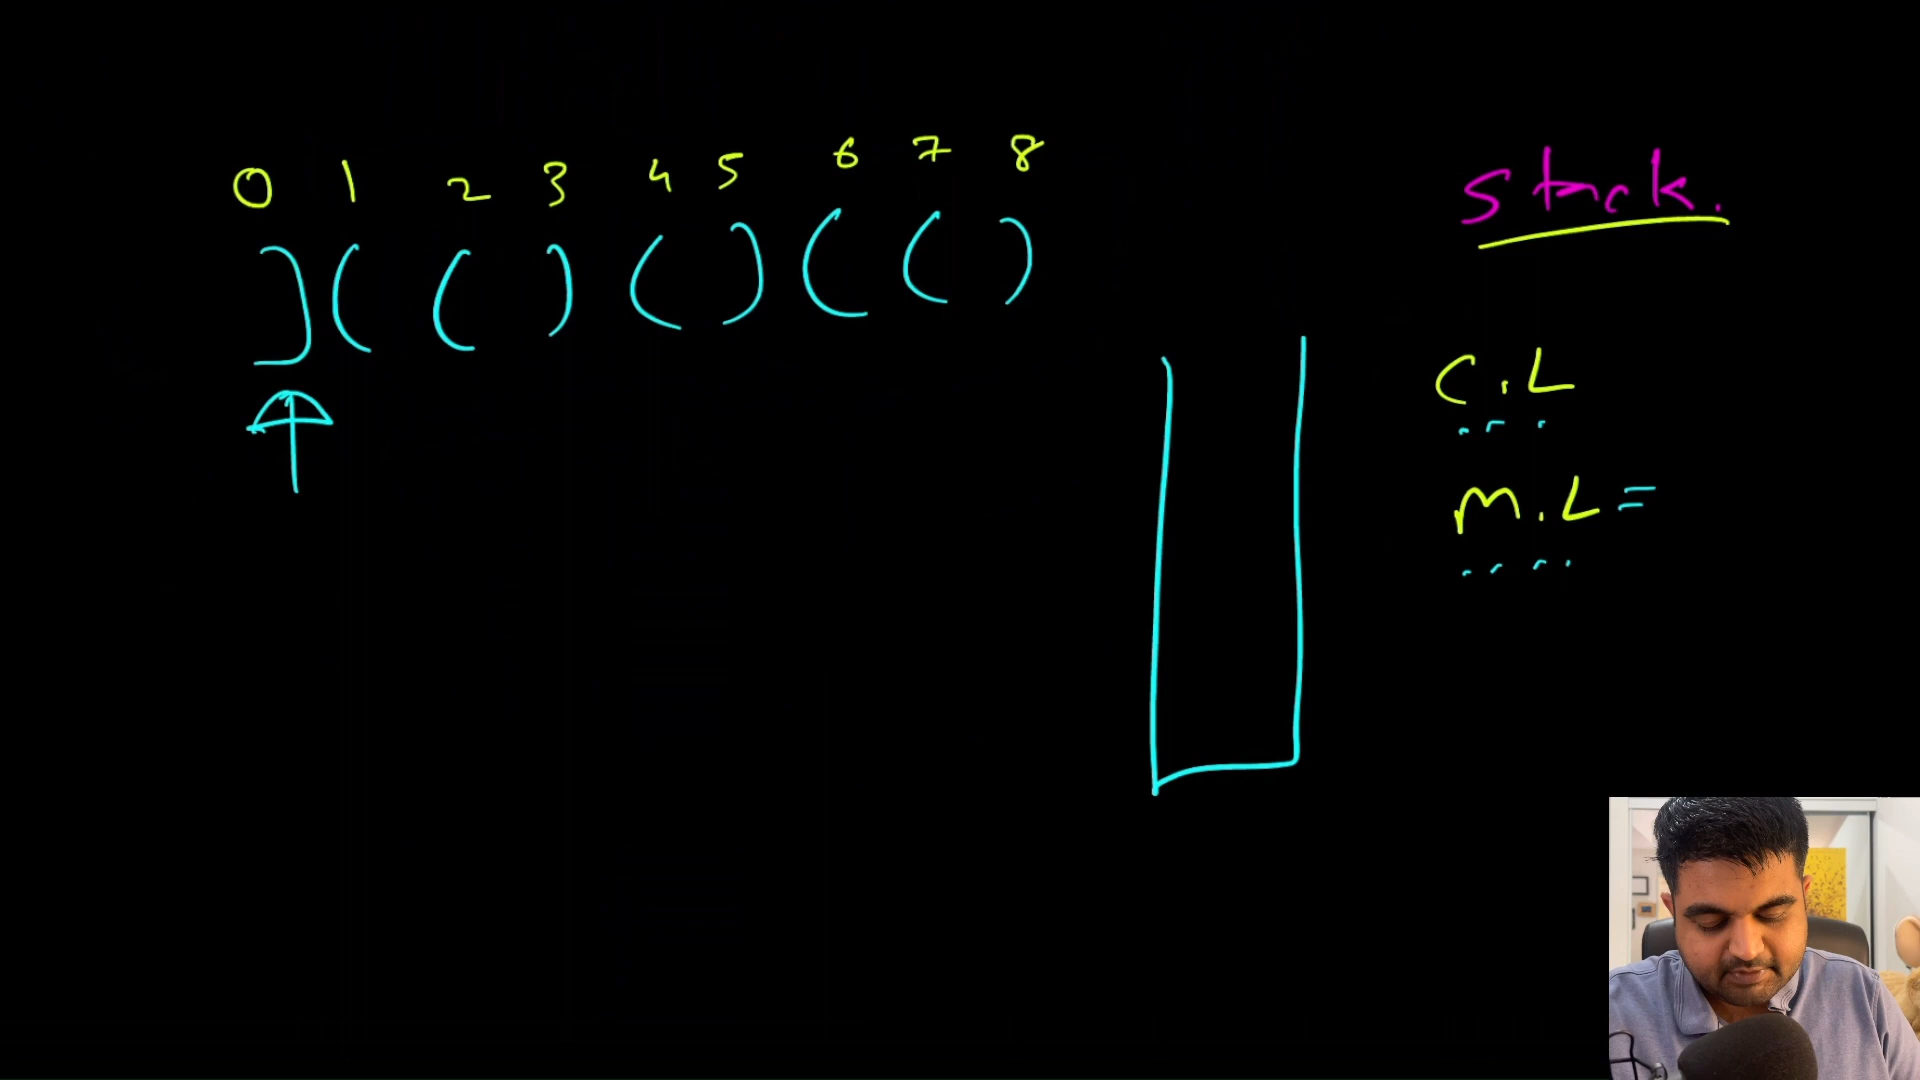 0 1 2 3 4 5 6 7 8
) ( ( ) ( ) ( ( )
stack.
C.L
M.L =